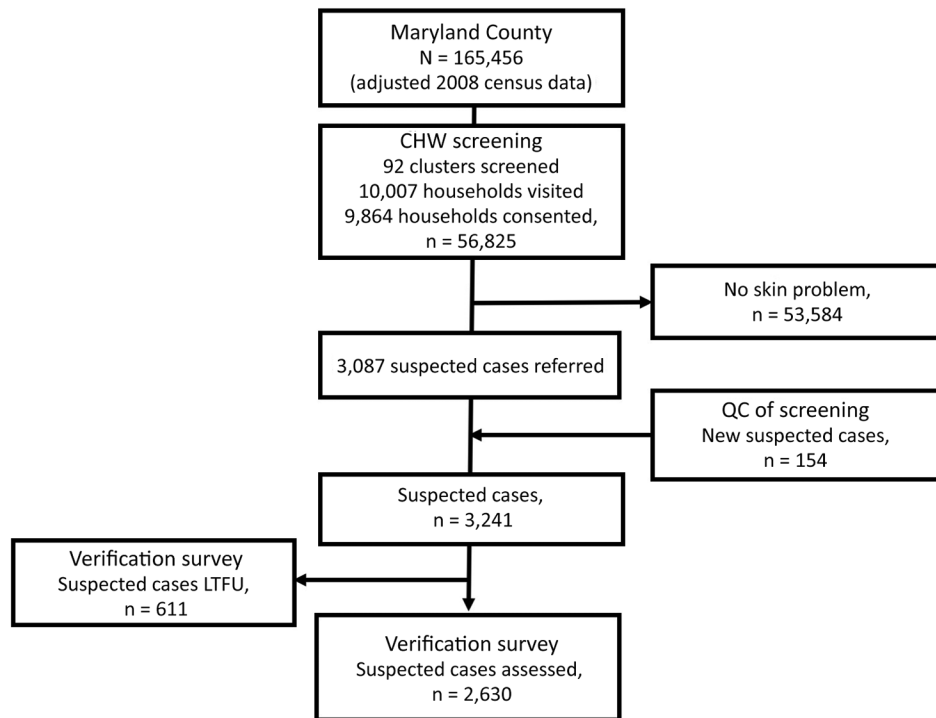 Maryland County
N = 165,456
(adjusted 2008 census data)
CHW screening
92 clusters screened
10,007 households visited
9,864 households consented,
n = 56,825
No skin problem,
n = 53,584
3,087 suspected cases referred
QC of screening
New suspected cases,
n = 154
Suspected cases,
n = 3,241
Verification survey
Suspected cases LTFU,
n = 611
Verification survey
Suspected cases assessed,
n = 2,630